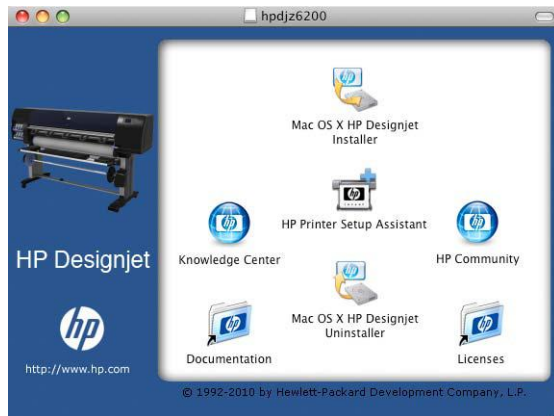 hpdjz6200
Mac OS X HP Designjet
Installer
HP Printer Setup Assistant
Knowledge Center
HP Community
HP Designjet
Mac OS X HP Designjet
Uninstaller
hp
http://www.hp.com
Documentation
Licenses
© 1992-2010 by Hewlett-Packard Development Company, L.P.